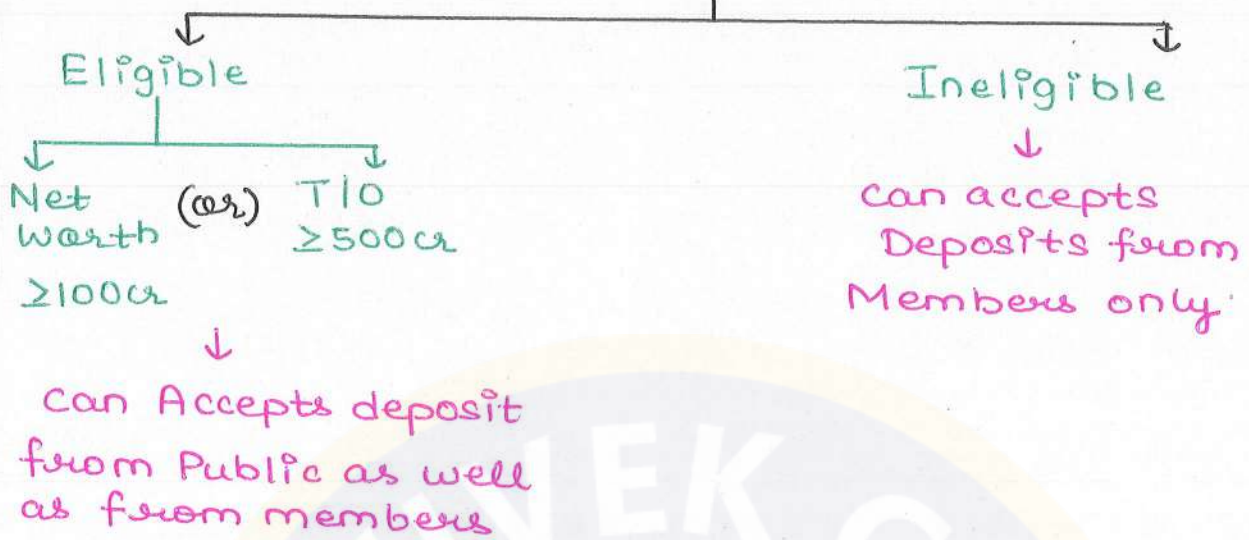 Eligible
Ineligible
Net (or) T/O
worth ≥500cr
≥100cr
can accepts
Deposits from
Members only
can Accepts deposit
from Public as well
as from members